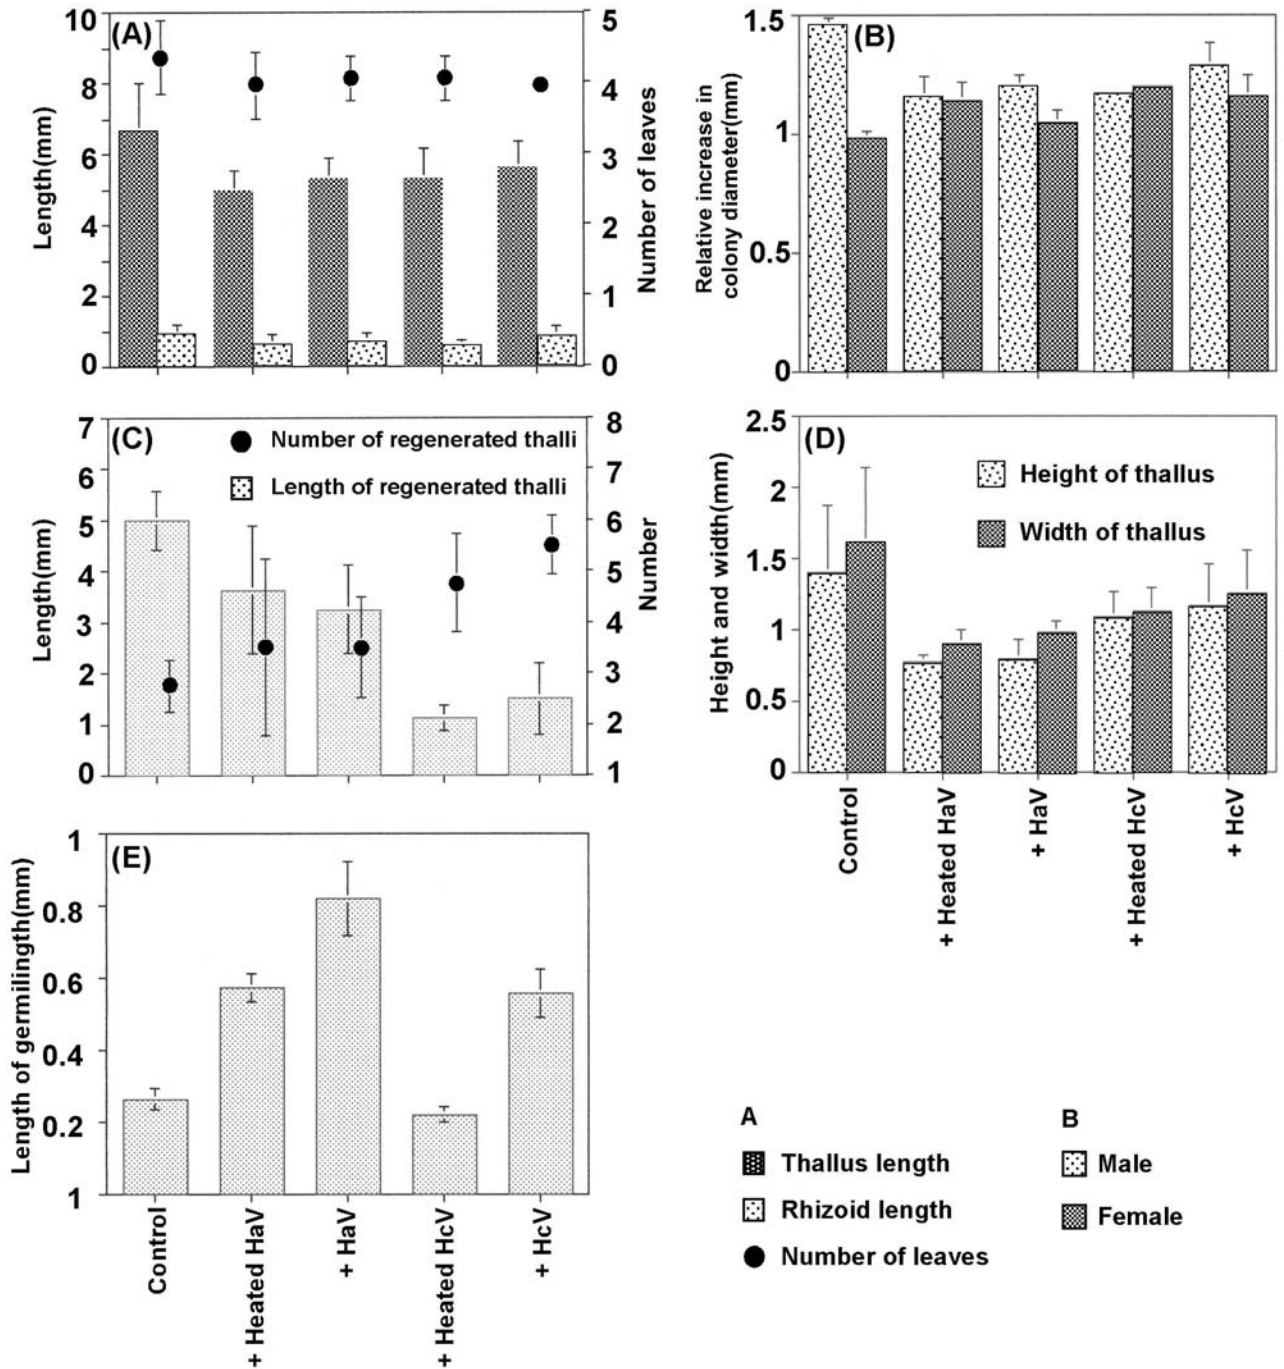 (A)
10
8
6
4
2
0
Length(mm)
5
4
3
2
1
0
Number of leaves
(B)
1.5
1
0.5
0
Relative increase in
colony diameter(mm)
(C)
7
6
5
4
3
2
1
0
Length(mm)
Number of regenerated thalli
Length of regenerated thalli
8
7
6
5
4
3
2
1
Number
(D)
2.5
2
1.5
1
0.5
0
Height and width(mm)
Height of thallus
Width of thallus
Control
+ Heated HaV
+ HaV
+ Heated HcV
+ HcV
(E)
1
0.8
0.6
0.4
0.2
1
Length of germilingth(mm)
Control
+ Heated HaV
+ HaV
+ Heated HcV
+ HcV
A
Thallus length
Rhizoid length
Number of leaves
B
Male
Female